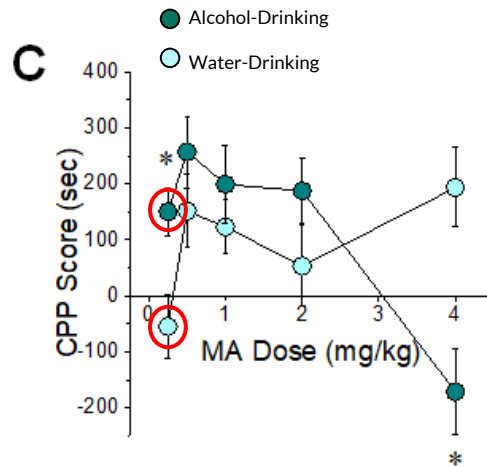 Alcohol-Drinking
Water-Drinking
C
400
300
200
100
0
-100
-200
CPP Score (sec)
*
0 1 2 3 4
MA Dose (mg/kg)
*